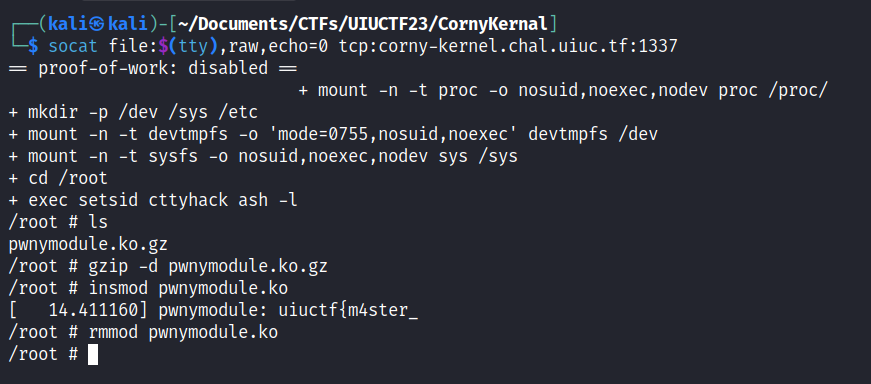 ┌──(kali㉿kali)-[~/Documents/CTFs/UIUCTF23/CornyKernal]
└─$ socat file:$(tty),raw,echo=0 tcp:corny-kernel.chal.uiuc.tf:1337
== proof-of-work: disabled ==
+ mount -n -t proc -o nosuid,noexec,nodev proc /proc/
+ mkdir -p /dev /sys /etc
+ mount -n -t devtmpfs -o 'mode=0755,nosuid,noexec' devtmpfs /dev
+ mount -n -t sysfs -o nosuid,noexec,nodev sys /sys
+ cd /root
+ exec setsid cttyhack ash -l
/root # ls
pwnymodule.ko.gz
/root # gzip -d pwnymodule.ko.gz
/root # insmod pwnymodule.ko
[   14.411160] pwnymodule: uiuctf{m4ster_
/root # rmmod pwnymodule.ko
/root #